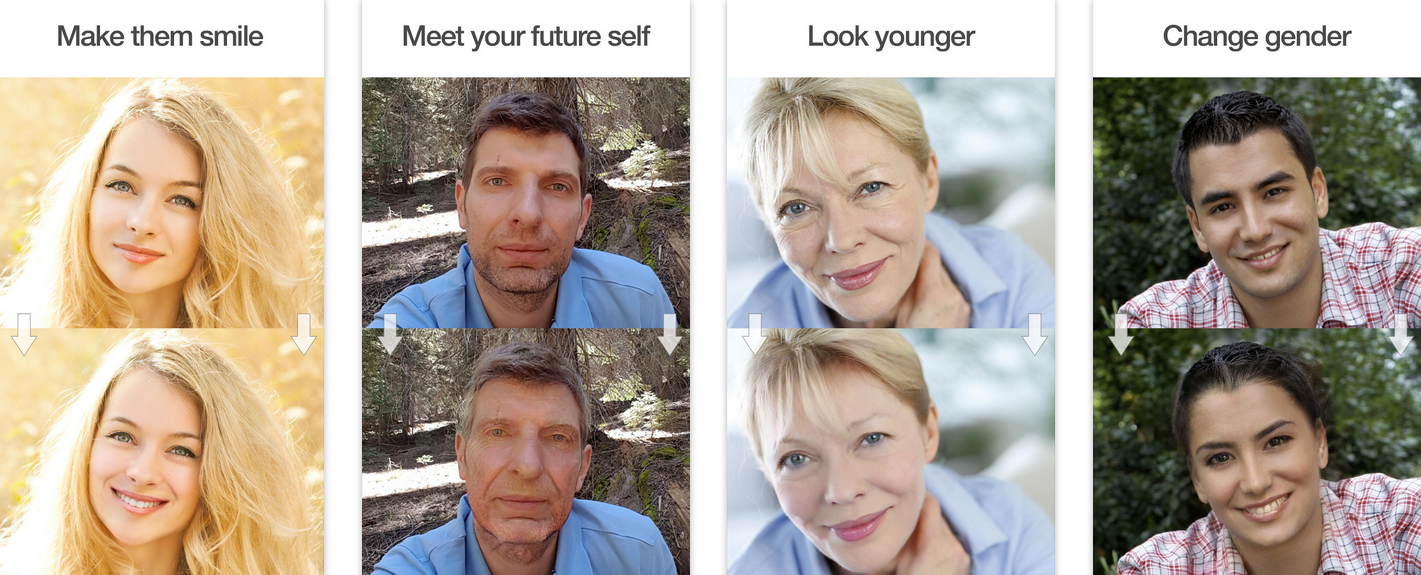 Make them smile
Meet your future self
Look younger
Change gender